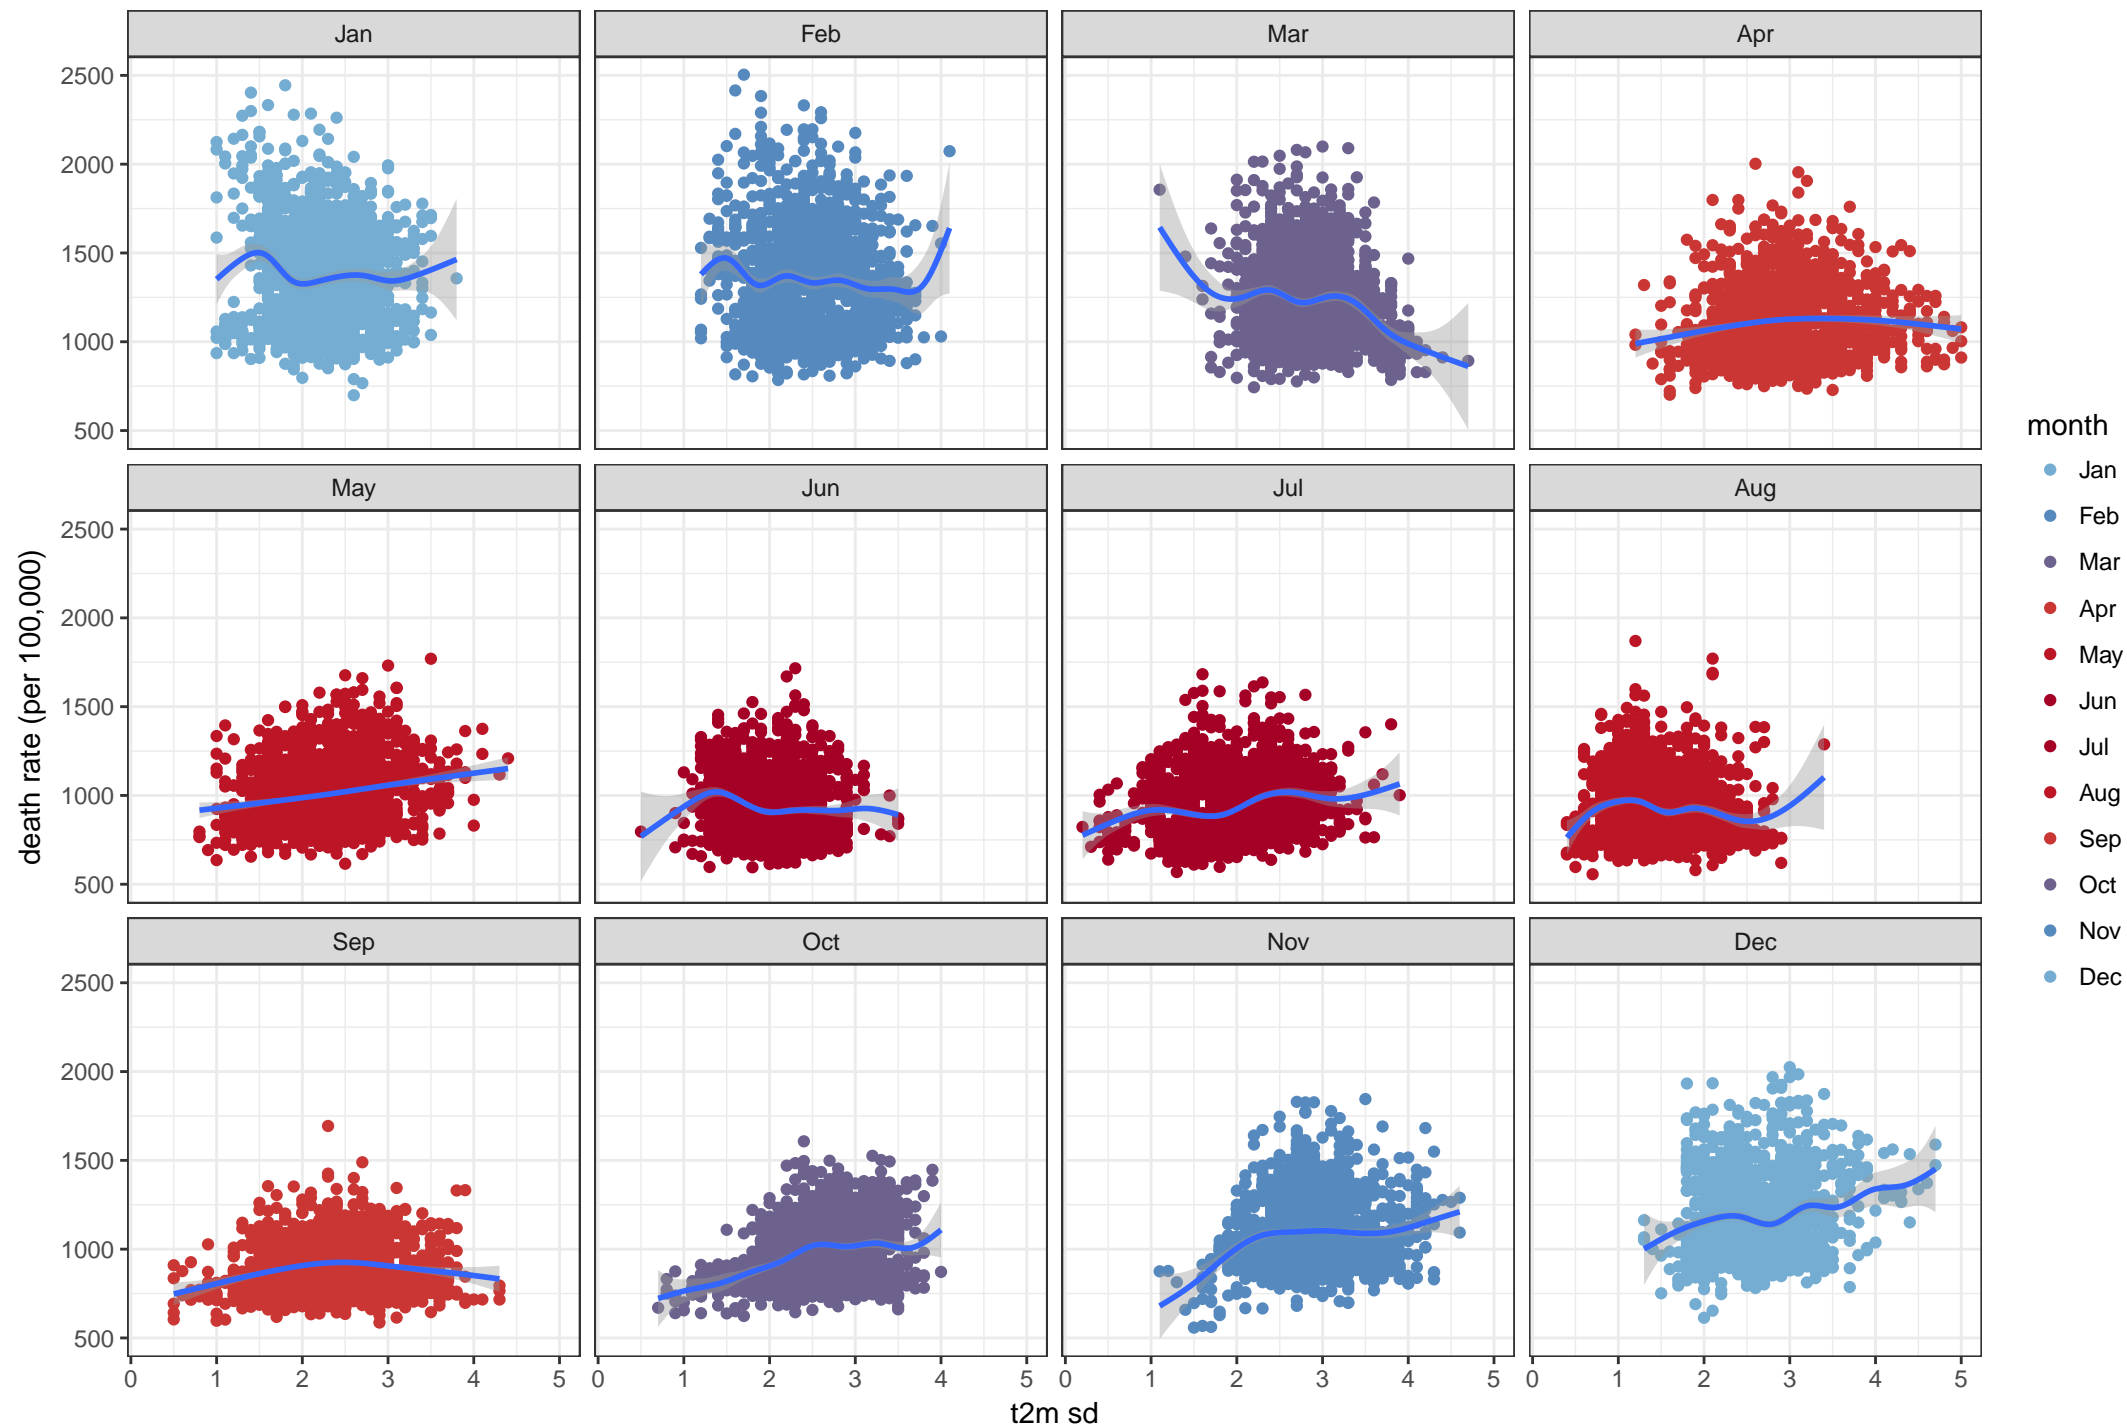 Jan Feb Mar Apr
2500
2000
1500
1000
500
May Jun Jul Aug
2500
2000
1500
1000
500
Sep Oct Nov Dec
2500
2000
1500
1000
500
0 1 2 3 4 5 0 1 2 3 4 5 0 1 2 3 4 5 0 1 2 3 4 5
t2m sd
death rate (per 100,000)
month
Jan
Feb
Mar
Apr
May
Jun
Jul
Aug
Sep
Oct
Nov
Dec